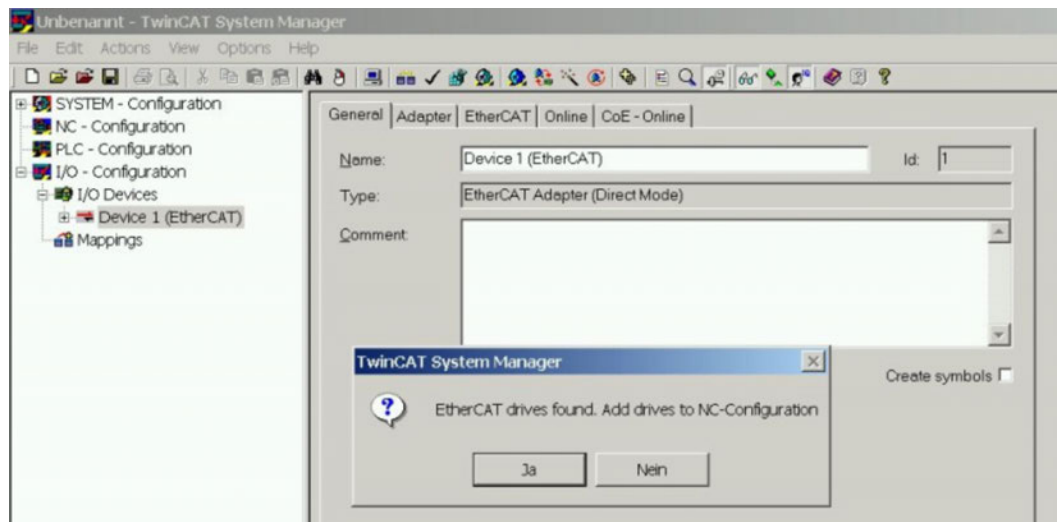 Unbenannt - TwinCAT System Manager
File Edit Actions View Options Help
SYSTEM - Configuration
NC - Configuration
PLC - Configuration
I/O - Configuration
I/O Devices
Device 1 (EtherCAT)
Mappings
General Adapter EtherCAT Online CoE - Online
Name: Device 1 (EtherCAT) Id: 1
Type: EtherCAT Adapter (Direct Mode)
Comment:
TwinCAT System Manager
EtherCAT drives found. Add drives to NC-Configuration
Ja Nein
Create symbols